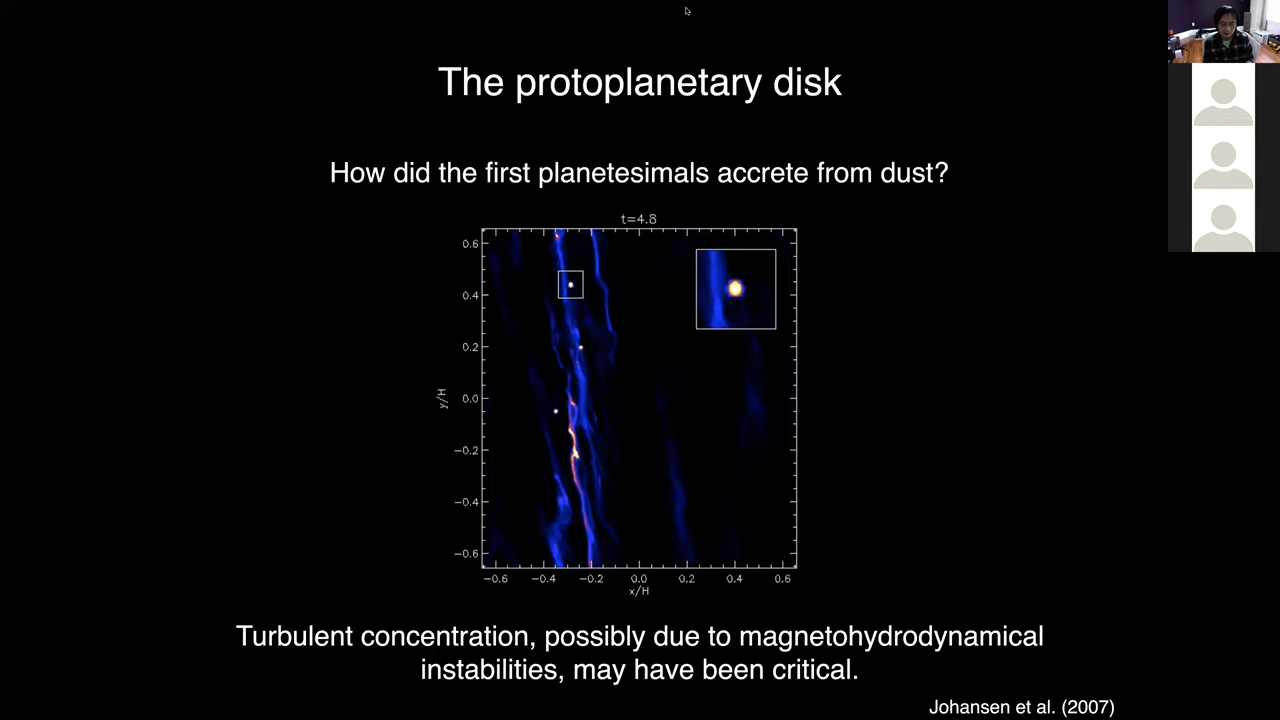 The protoplanetary disk
How did the first planetesimals accrete from dust?
t=4.8
0.6
0.4
0.2
0.0
−0.2
−0.4
−0.6
y/H
−0.6 −0.4 −0.2 0.0 0.2 0.4 0.6
x/H
Turbulent concentration, possibly due to magnetohydrodynamical
instabilities, may have been critical.
Johansen et al. (2007)